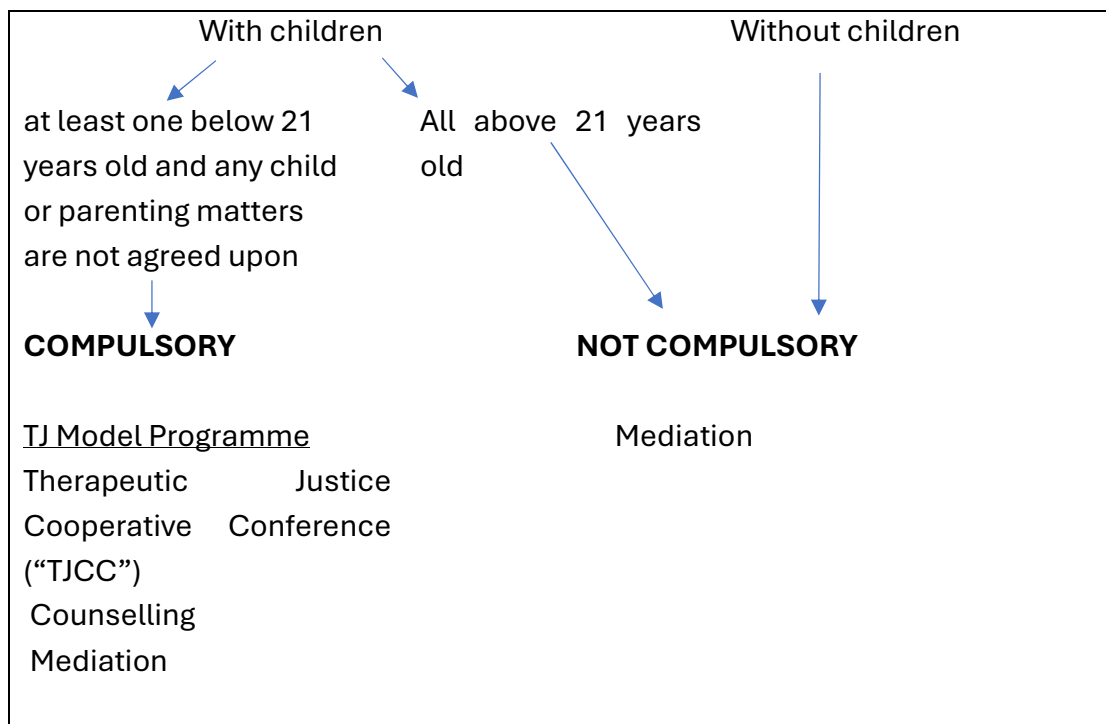 With children
Without children
at least one below 21
years old and any child
or parenting matters
are not agreed upon
All above 21 years
old
COMPULSORY
NOT COMPULSORY
TJ Model Programme
Therapeutic Justice
Cooperative Conference
(“TJCC”)
Counselling
Mediation
Mediation